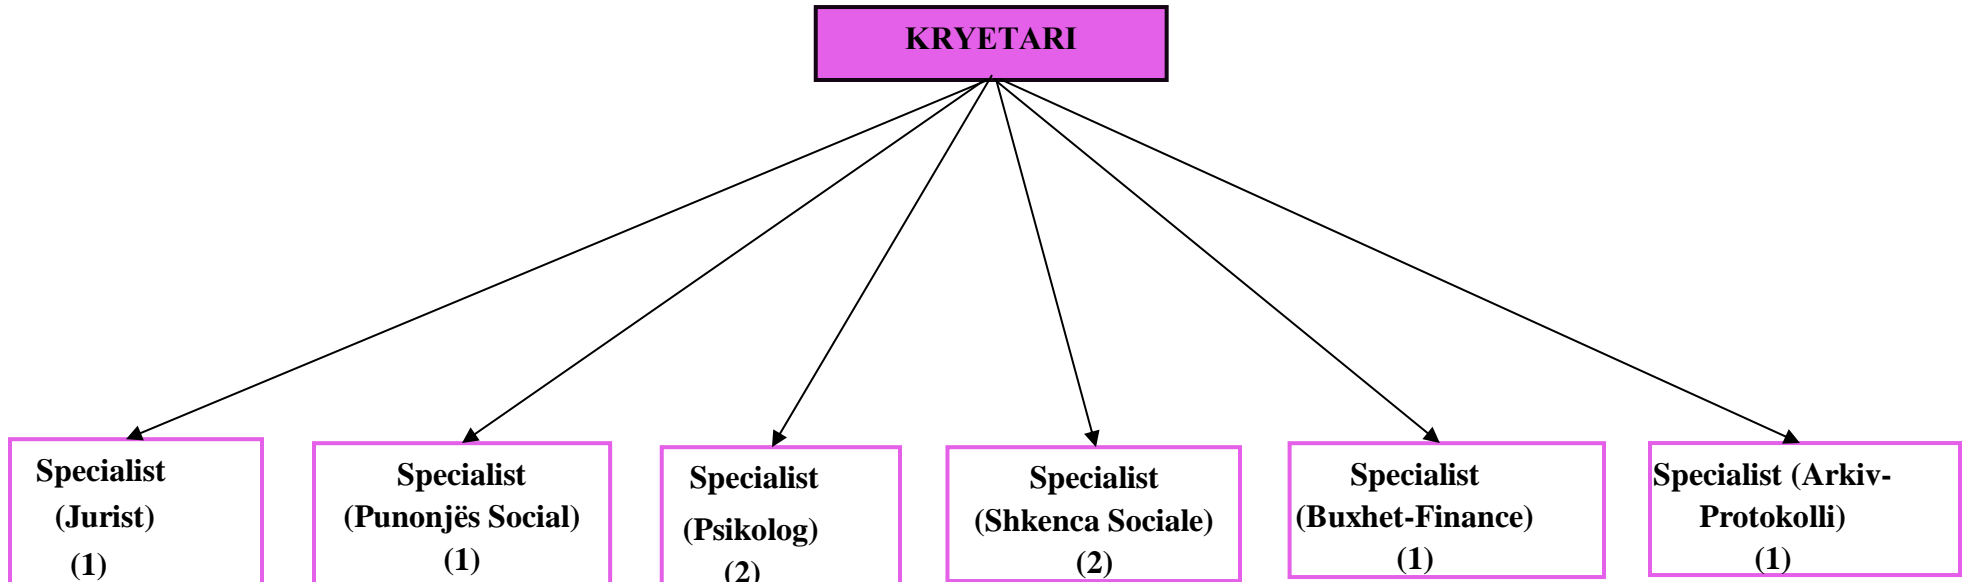 KRYETARI
Specialist
(Jurist)
(1)
Specialist
(Punonjës Social)
(1)
Specialist
(Psikolog)
(2)
Specialist
(Shkenca Sociale)
(2)
Specialist
(Buxhet-Finance)
(1)
Specialist (Arkiv-
Protokolli)
(1)